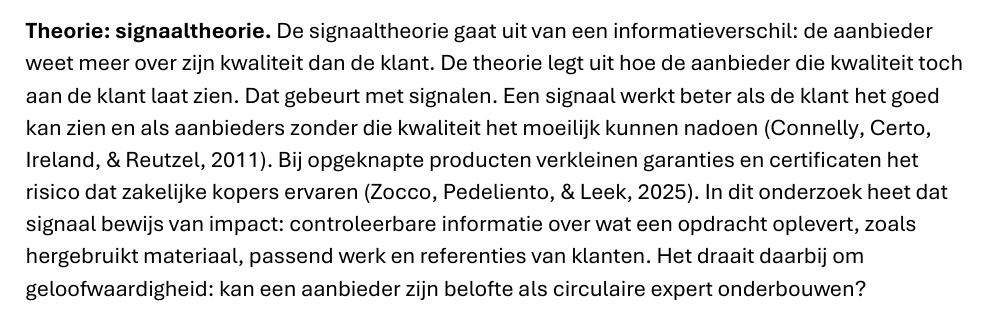 Theorie: signaaltheorie. De signaaltheorie gaat uit van een informatieverschil: de aanbieder
weet meer over zijn kwaliteit dan de klant. De theorie legt uit hoe de aanbieder die kwaliteit toch
aan de klant laat zien. Dat gebeurt met signalen. Een signaal werkt beter als de klant het goed
kan zien en als aanbieders zonder die kwaliteit het moeilijk kunnen nadoen (Connelly, Certo,
Ireland, & Reutzel, 2011). Bij opgeknapte producten verkleinen garanties en certificaten het
risico dat zakelijke kopers ervaren (Zocco, Pedeliento, & Leek, 2025). In dit onderzoek heet dat
signaal bewijs van impact: controleerbare informatie over wat een opdracht oplevert, zoals
hergebruikt materiaal, passend werk en referenties van klanten. Het draait daarbij om
geloofwaardigheid: kan een aanbieder zijn belofte als circulaire expert onderbouwen?